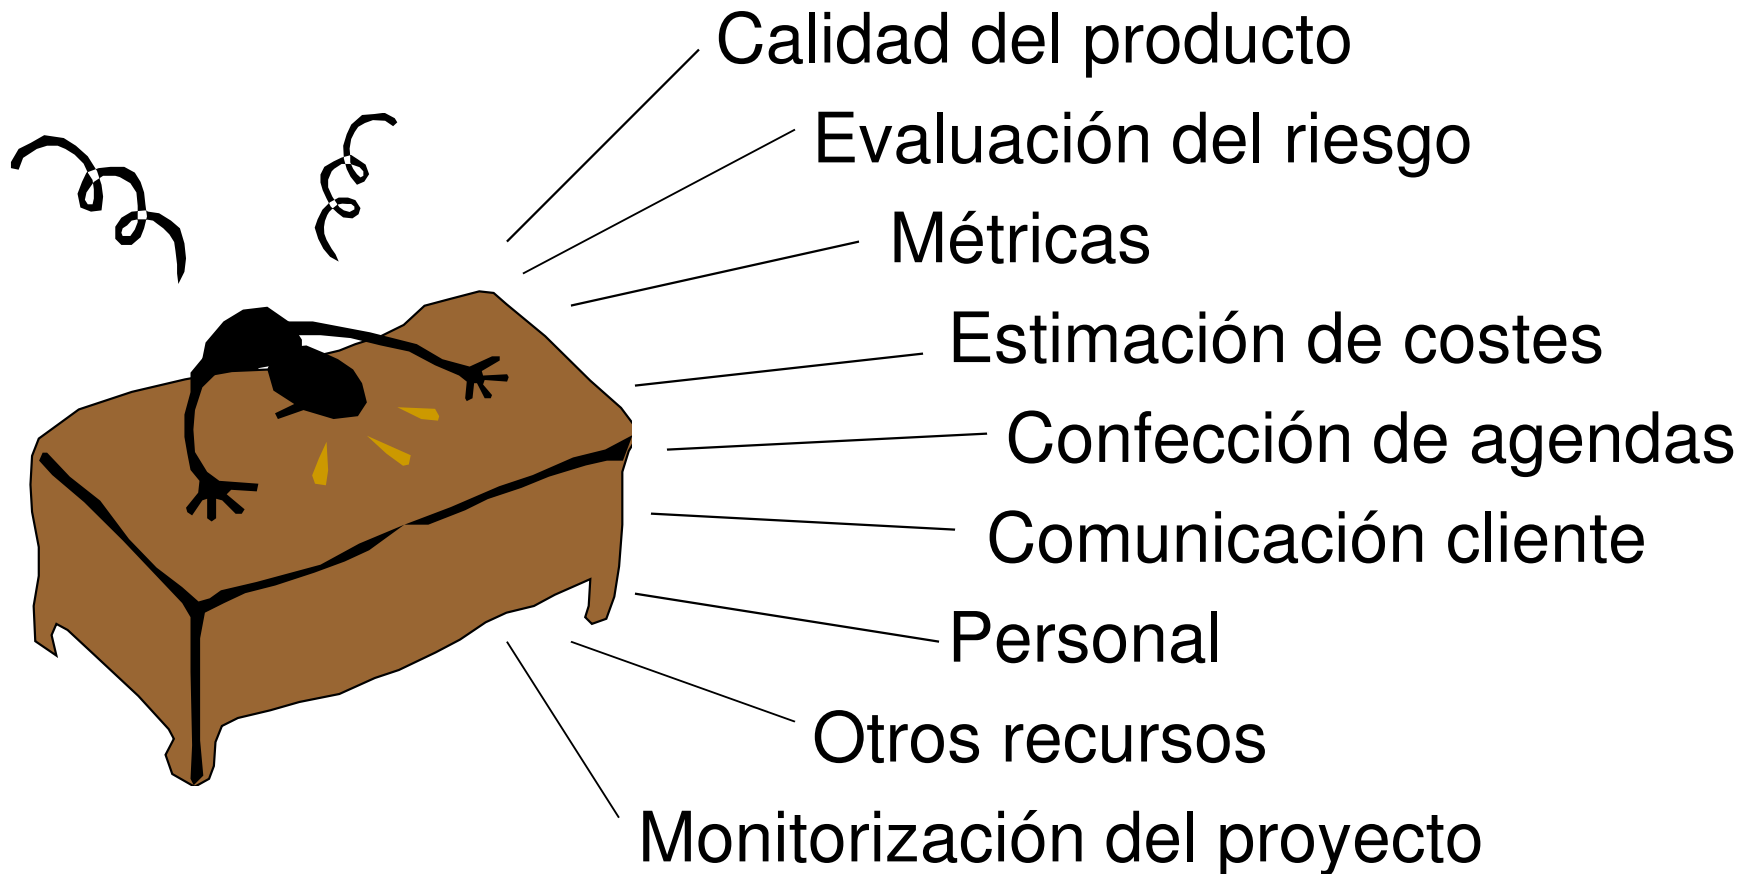 Calidad del producto
Evaluación del riesgo
Métricas
Estimación de costes
Confección de agendas
Comunicación cliente
Personal
Otros recursos
Monitorización del proyecto